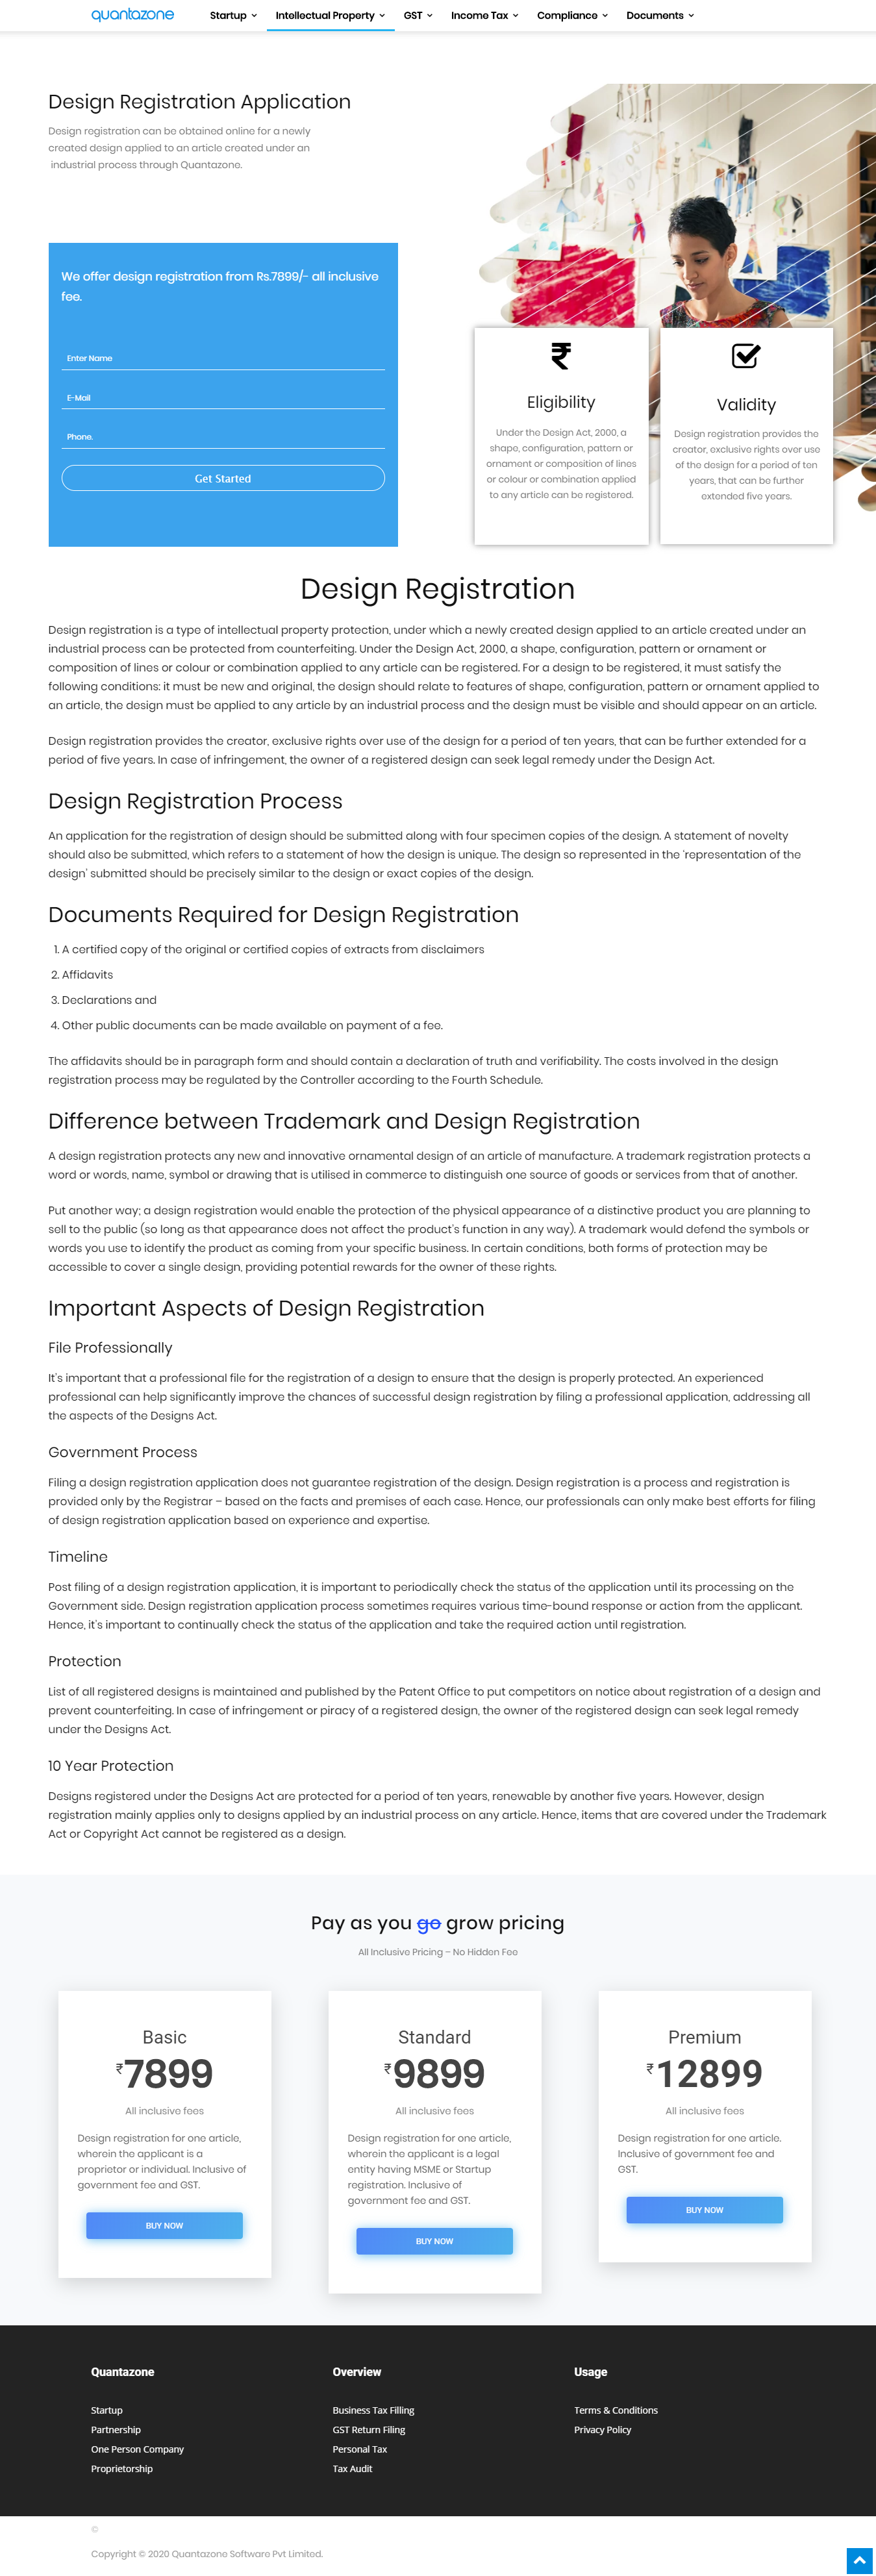 quantazone
Startup
Intellectual Property
GST
Income Tax
Compliance
Documents
Design Registration Application
Design registration can be obtained online for a newly
created design applied to an article created under an
industrial process through Quantazone.
We offer design registration from Rs.7899/- all inclusive
fee.
Enter Name
E-Mail
Phone.
Get Started
Eligibility
Under the Design Act, 2000, a
shape, configuration, pattern or
ornament or composition of lines
or colour or combination applied
to any article can be registered.
Validity
Design registration provides the
creator, exclusive rights over use
of the design for a period of ten
years, that can be further
extended five years.
Design Registration
Design registration is a type of intellectual property protection, under which a newly created design applied to an article created under an
industrial process can be protected from counterfeiting. Under the Design Act, 2000, a shape, configuration, pattern or ornament or
composition of lines or colour or combination applied to any article can be registered. For a design to be registered, it must satisfy the
following conditions: it must be new and original, the design should relate to features of shape, configuration, pattern or ornament applied to
an article, the design must be applied to any article by an industrial process and the design must be visible and should appear on an article.
Design registration provides the creator, exclusive rights over use of the design for a period of ten years, that can be further extended for a
period of five years. In case of infringement, the owner of a registered design can seek legal remedy under the Design Act.
Design Registration Process
An application for the registration of design should be submitted along with four specimen copies of the design. A statement of novelty
should also be submitted, which refers to a statement of how the design is unique. The design so represented in the ‘representation of the
design’ submitted should be precisely similar to the design or exact copies of the design.
Documents Required for Design Registration
1. A certified copy of the original or certified copies of extracts from disclaimers
2. Affidavits
3. Declarations and
4. Other public documents can be made available on payment of a fee.
The affidavits should be in paragraph form and should contain a declaration of truth and verifiability. The costs involved in the design
registration process may be regulated by the Controller according to the Fourth Schedule.
Difference between Trademark and Design Registration
A design registration protects any new and innovative ornamental design of an article of manufacture. A trademark registration protects a
word or words, name, symbol or drawing that is utilised in commerce to distinguish one source of goods or services from that of another.
Put another way; a design registration would enable the protection of the physical appearance of a distinctive product you are planning to
sell to the public (so long as that appearance does not affect the product’s function in any way). A trademark would defend the symbols or
words you use to identify the product as coming from your specific business. In certain conditions, both forms of protection may be
accessible to cover a single design, providing potential rewards for the owner of these rights.
Important Aspects of Design Registration
File Professionally
It’s important that a professional file for the registration of a design to ensure that the design is properly protected. An experienced
professional can help significantly improve the chances of successful design registration by filing a professional application, addressing all
the aspects of the Designs Act.
Government Process
Filing a design registration application does not guarantee registration of the design. Design registration is a process and registration is
provided only by the Registrar – based on the facts and premises of each case. Hence, our professionals can only make best efforts for filing
of design registration application based on experience and expertise.
Timeline
Post filing of a design registration application, it is important to periodically check the status of the application until its processing on the
Government side. Design registration application process sometimes requires various time-bound response or action from the applicant.
Hence, it’s important to continually check the status of the application and take the required action until registration.
Protection
List of all registered designs is maintained and published by the Patent Office to put competitors on notice about registration of a design and
prevent counterfeiting. In case of infringement or piracy of a registered design, the owner of the registered design can seek legal remedy
under the Designs Act.
10 Year Protection
Designs registered under the Designs Act are protected for a period of ten years, renewable by another five years. However, design
registration mainly applies only to designs applied by an industrial process on any article. Hence, items that are covered under the Trademark
Act or Copyright Act cannot be registered as a design.
Pay as you go grow pricing
All Inclusive Pricing – No Hidden Fee
Basic
₹7899
All inclusive fees
Design registration for one article,
wherein the applicant is a
proprietor or individual. Inclusive of
government fee and GST.
BUY NOW
Standard
₹9899
All inclusive fees
Design registration for one article,
wherein the applicant is a legal
entity having MSME or Startup
registration. Inclusive of
government fee and GST.
BUY NOW
Premium
₹12899
All inclusive fees
Design registration for one article.
Inclusive of government fee and
GST.
BUY NOW
Quantazone
Startup
Partnership
One Person Company
Proprietorship
Overview
Business Tax Filling
GST Return Filing
Personal Tax
Tax Audit
Usage
Terms & Conditions
Privacy Policy
©
Copyright © 2020 Quantazone Software Pvt Limited.